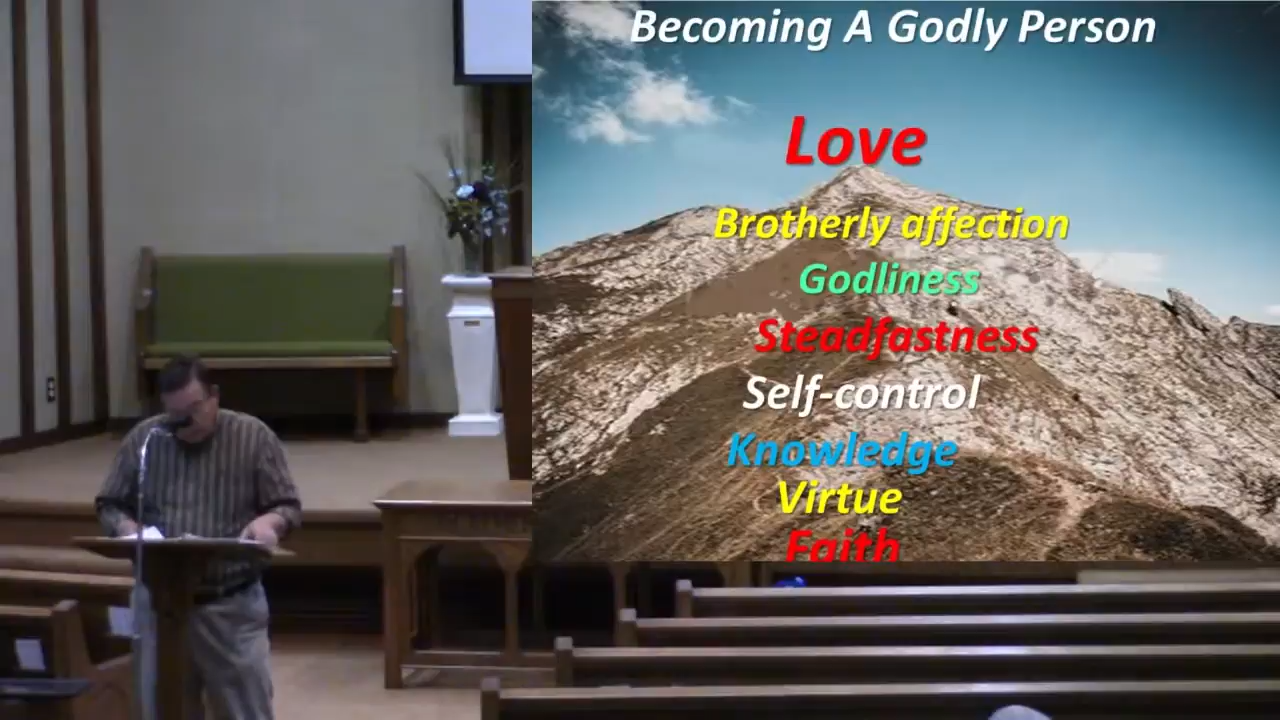 Becoming A Godly Person
Love
Brotherly affection
Godliness
Steadfastness
Self-control
Knowledge
Virtue
Faith